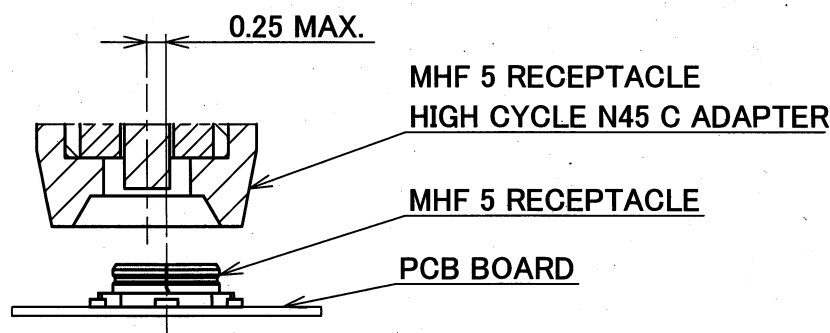 0.25 MAX.
MHF 5 RECEPTACLE
HIGH CYCLE N45 C ADAPTER
MHF 5 RECEPTACLE
PCB BOARD